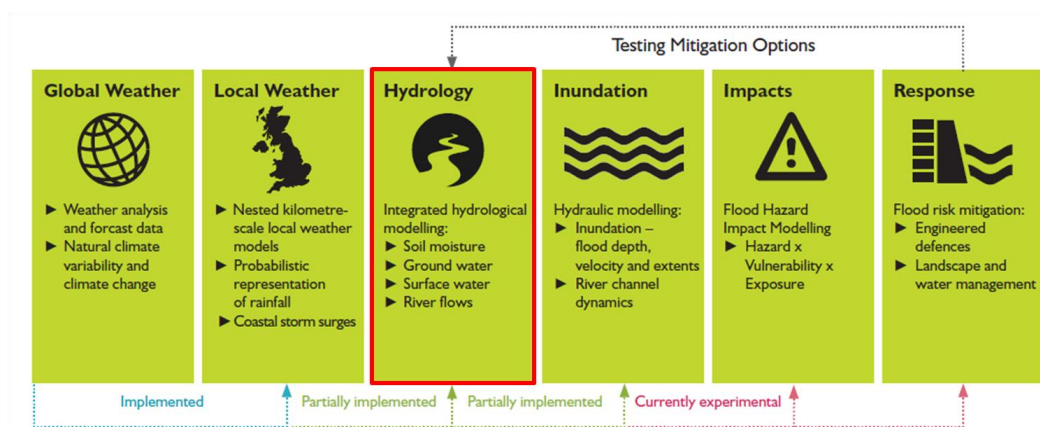 Testing Mitigation Options
Global Weather
► Weather analysis
and forcast data
► Natural climate
variability and
climate change
Local Weather
► Nested kilometre-
scale local weather
models
► Probabilistic
representation
of rainfall
► Coastal storm surges
Hydrology
Integrated hydrological
modelling:
► Soil moisture
► Ground water
► Surface water
► River flows
Inundation
Hydraulic modelling:
► Inundation –
flood depth,
velocity and extents
► River channel
dynamics
Impacts
Flood Hazard
Impact Modelling
► Hazard x
Vulnerability x
Exposure
Response
Flood risk mitigation:
► Engineered
defences
► Landscape and
water management
Implemented
Partially implemented
Partially implemented
Currently experimental